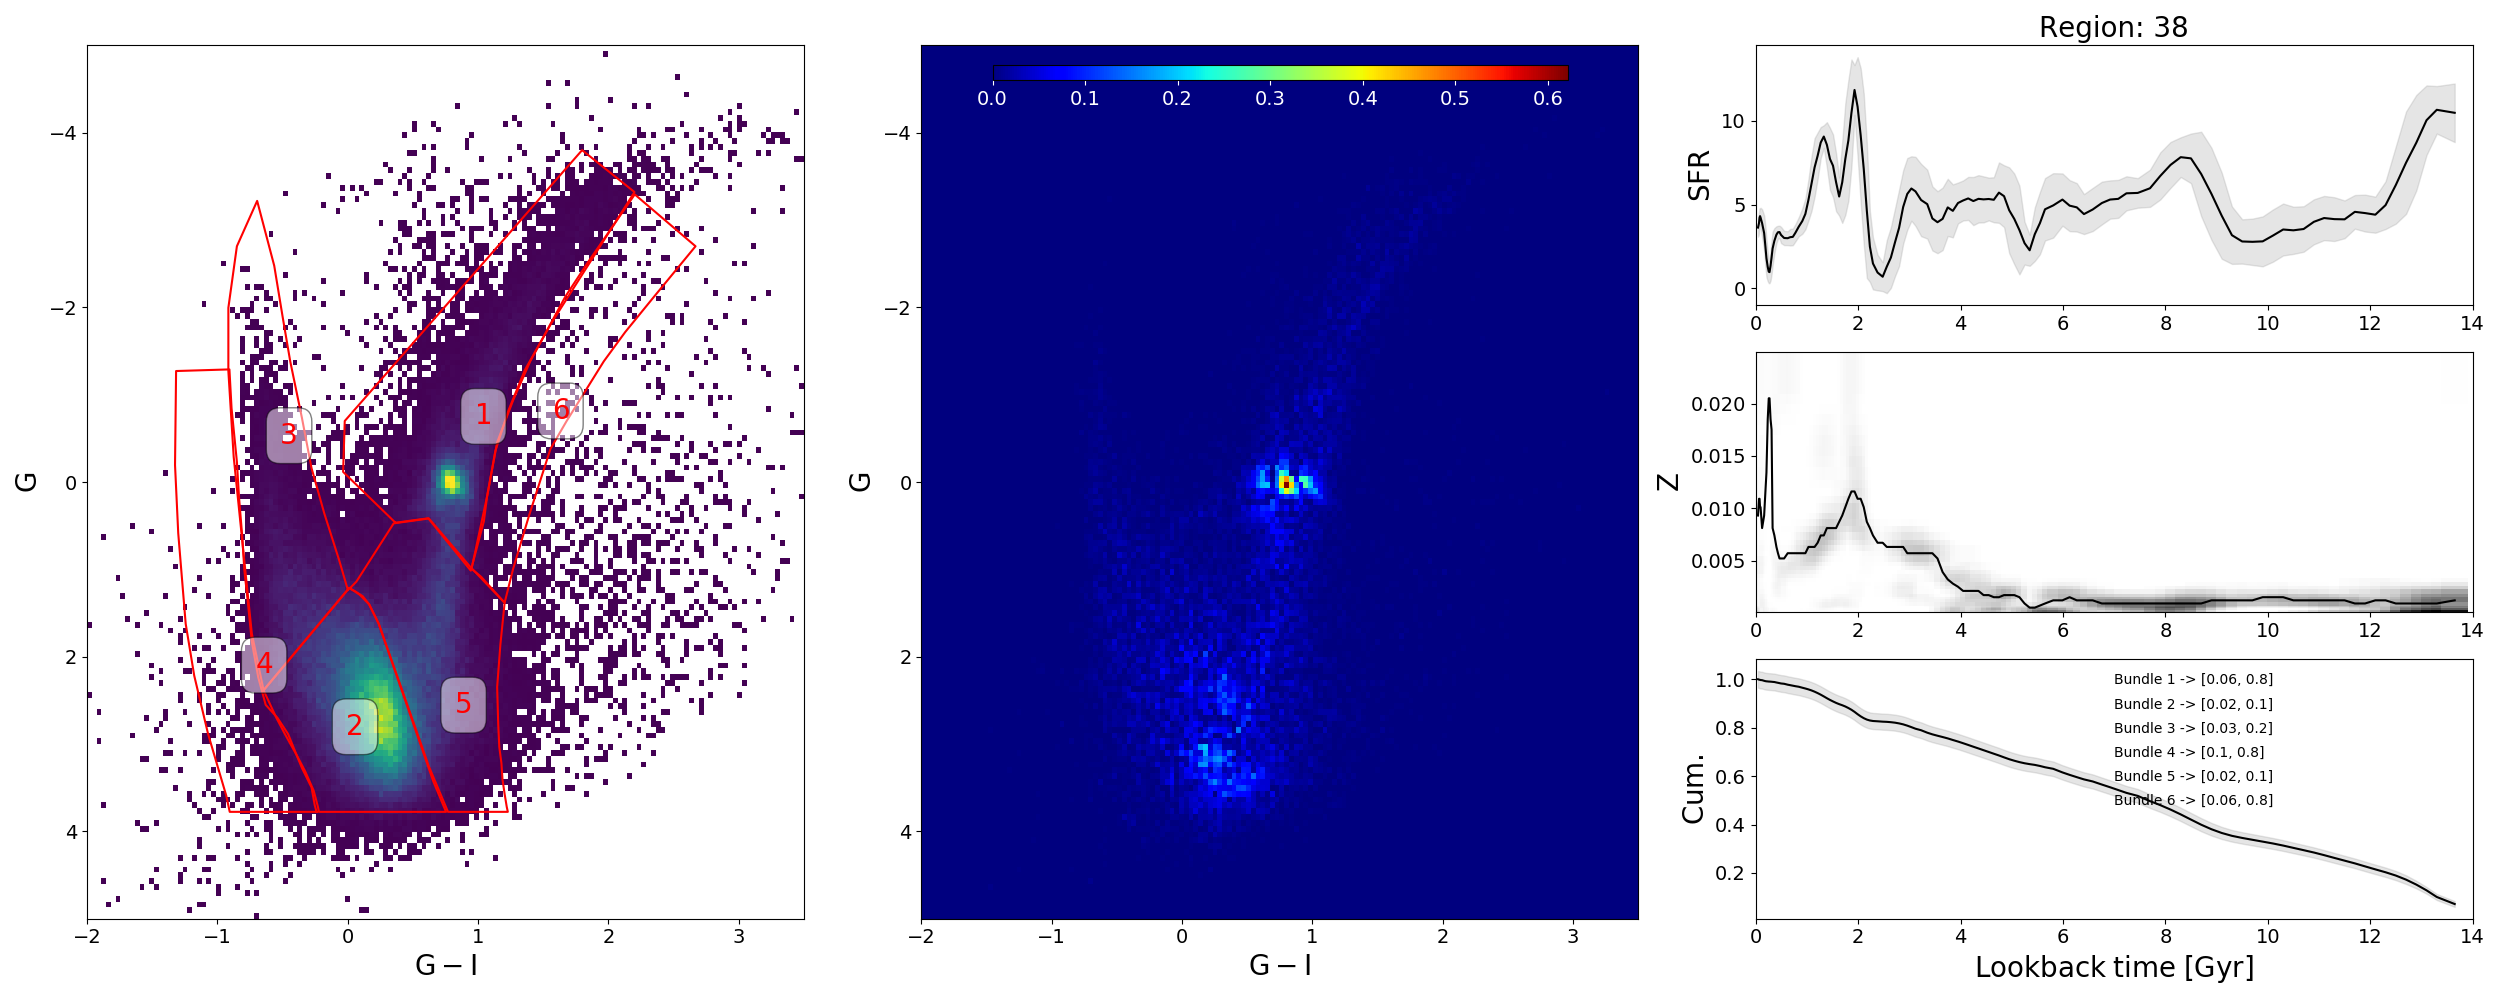 −4
−2
0
2
4
G
−2
−1
0
1
2
3
G − I
1
2
3
4
5
6
0.0
0.1
0.2
0.3
0.4
0.5
0.6
−4
−2
0
2
4
G
−2
−1
0
1
2
3
G − I
Region: 38
SFR
10
5
0
0 2 4 6 8 10 12 14
Z
0.020
0.015
0.010
0.005
0 2 4 6 8 10 12 14
Cum.
1.0
0.8
0.6
0.4
0.2
Bundle 1 -> [0.06, 0.8]
Bundle 2 -> [0.02, 0.1]
Bundle 3 -> [0.03, 0.2]
Bundle 4 -> [0.1, 0.8]
Bundle 5 -> [0.02, 0.1]
Bundle 6 -> [0.06, 0.8]
0 2 4 6 8 10 12 14
Lookback time [Gyr]